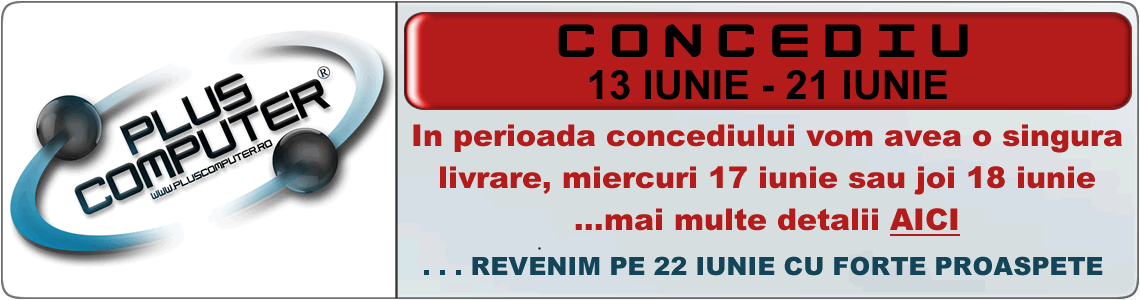 PLUS
COMPUTER®
WWW.PLUSCOMPUTER.RO
CONCEDIU
13 IUNIE - 21 IUNIE
In perioada concediului vom avea o singura
livrare, miercuri 17 iunie sau joi 18 iunie
...mai multe detalii AICI
. . . REVENIM PE 22 IUNIE CU FORTE PROASPETE